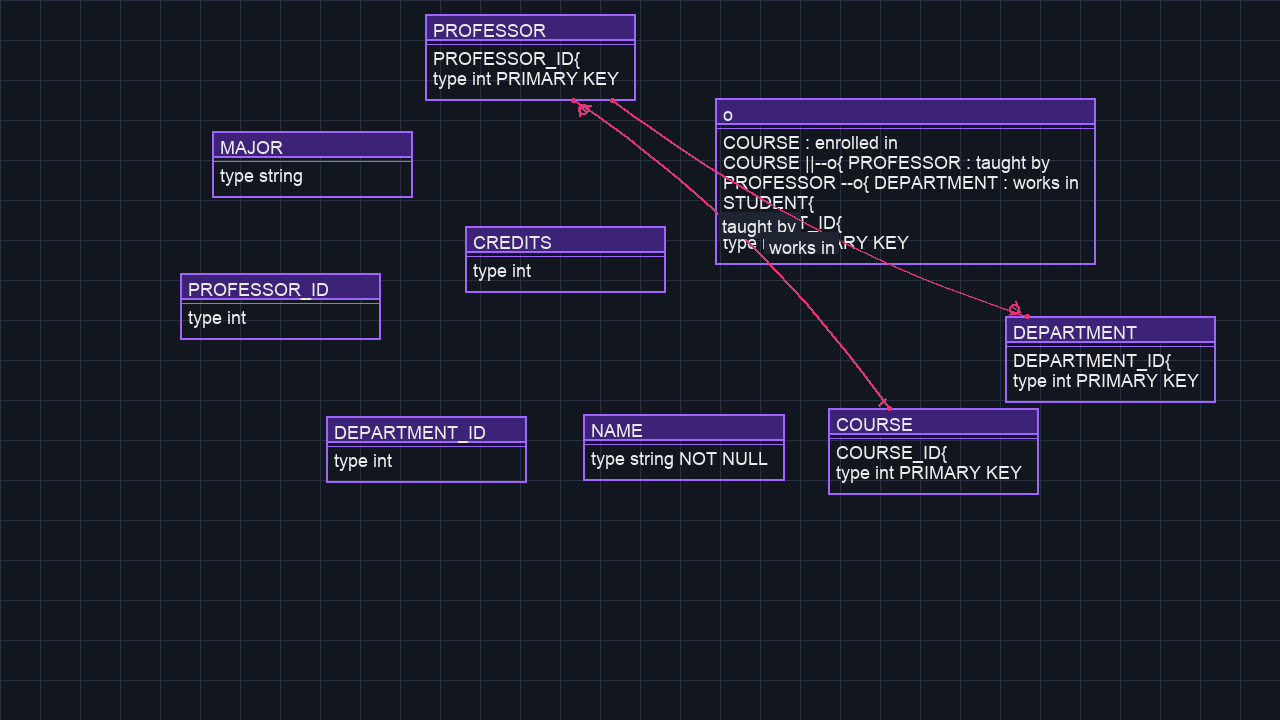 PROFESSOR
PROFESSOR_ID{
type int PRIMARY KEY
o
COURSE : enrolled in
COURSE ||--o{ PROFESSOR : taught by
PROFESSOR --o{ DEPARTMENT : works in
STUDENT{
_ID{
type RY KEY
taught by
works in
MAJOR
type string
CREDITS
type int
PROFESSOR_ID
type int
DEPARTMENT
DEPARTMENT_ID{
type int PRIMARY KEY
DEPARTMENT_ID
type int
NAME
type string NOT NULL
COURSE
COURSE_ID{
type int PRIMARY KEY